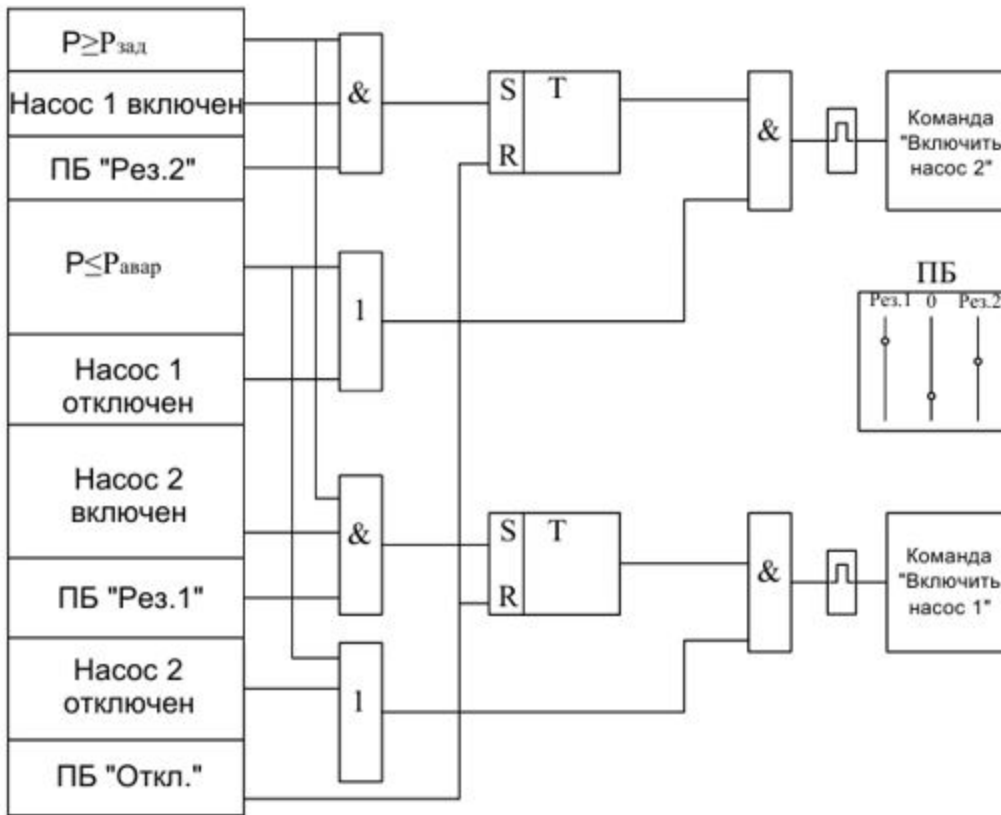 P≥Pзад
Насос 1 включен
ПБ "Рез.2"
P≤Pавар
Насос 1
отключен
Насос 2
включен
ПБ "Рез.1"
Насос 2
отключен
ПБ "Откл."
&
1
&
1
S T
R
S T
R
&
&
Команда
"Включить
насос 2"
ПБ
Рез.1 0 Рез.2
Команда
"Включить
насос 1"